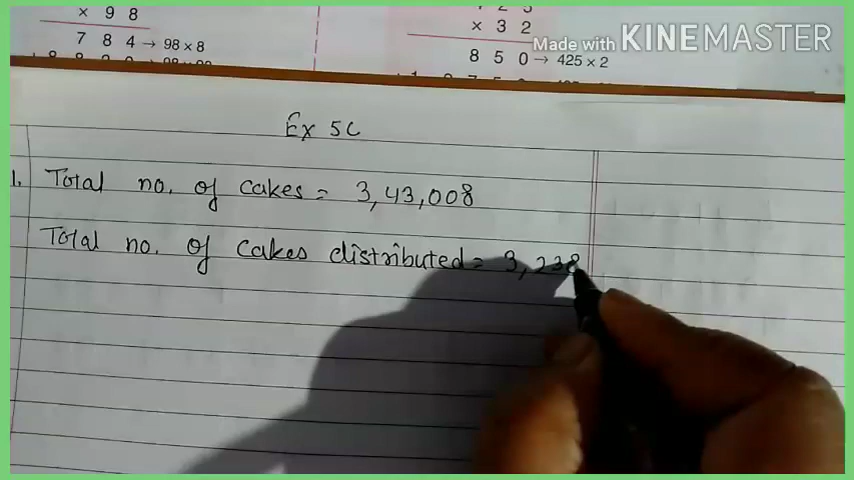 × 9 8
7 8 4 → 98 × 8
× 3 2
8 5 0 → 425 × 2
Made with KINEMASTER
Ex 5C
1. Total no. of cakes = 3,43,008
Total no. of cakes distributed = 3,238